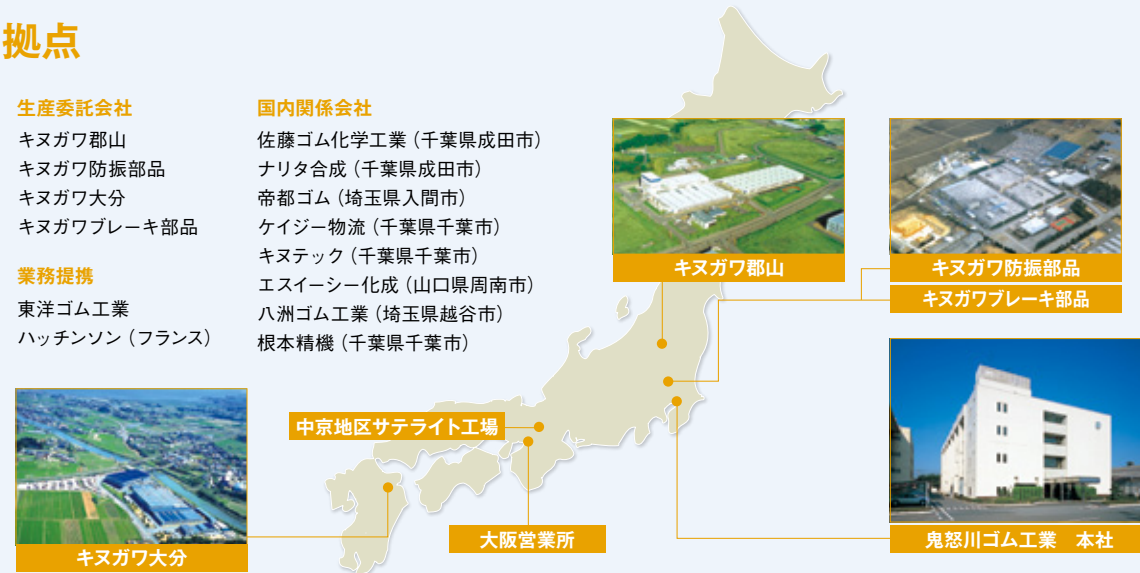 拠点
生産委託会社
キヌガワ郡山
キヌガワ防振部品
キヌガワ大分
キヌガワブレーキ部品
業務提携
東洋ゴム工業
ハッチンソン（フランス）
国内関係会社
佐藤ゴム化学工業（千葉県成田市）
ナリタ合成（千葉県成田市）
帝都ゴム（埼玉県入間市）
ケイジー物流（千葉県千葉市）
キヌテック（千葉県千葉市）
エスイーシー化成（山口県周南市）
八洲ゴム工業（埼玉県越谷市）
根本精機（千葉県千葉市）
キヌガワ郡山
キヌガワ防振部品
キヌガワブレーキ部品
中京地区サテライト工場
大阪営業所
鬼怒川ゴム工業　本社
キヌガワ大分